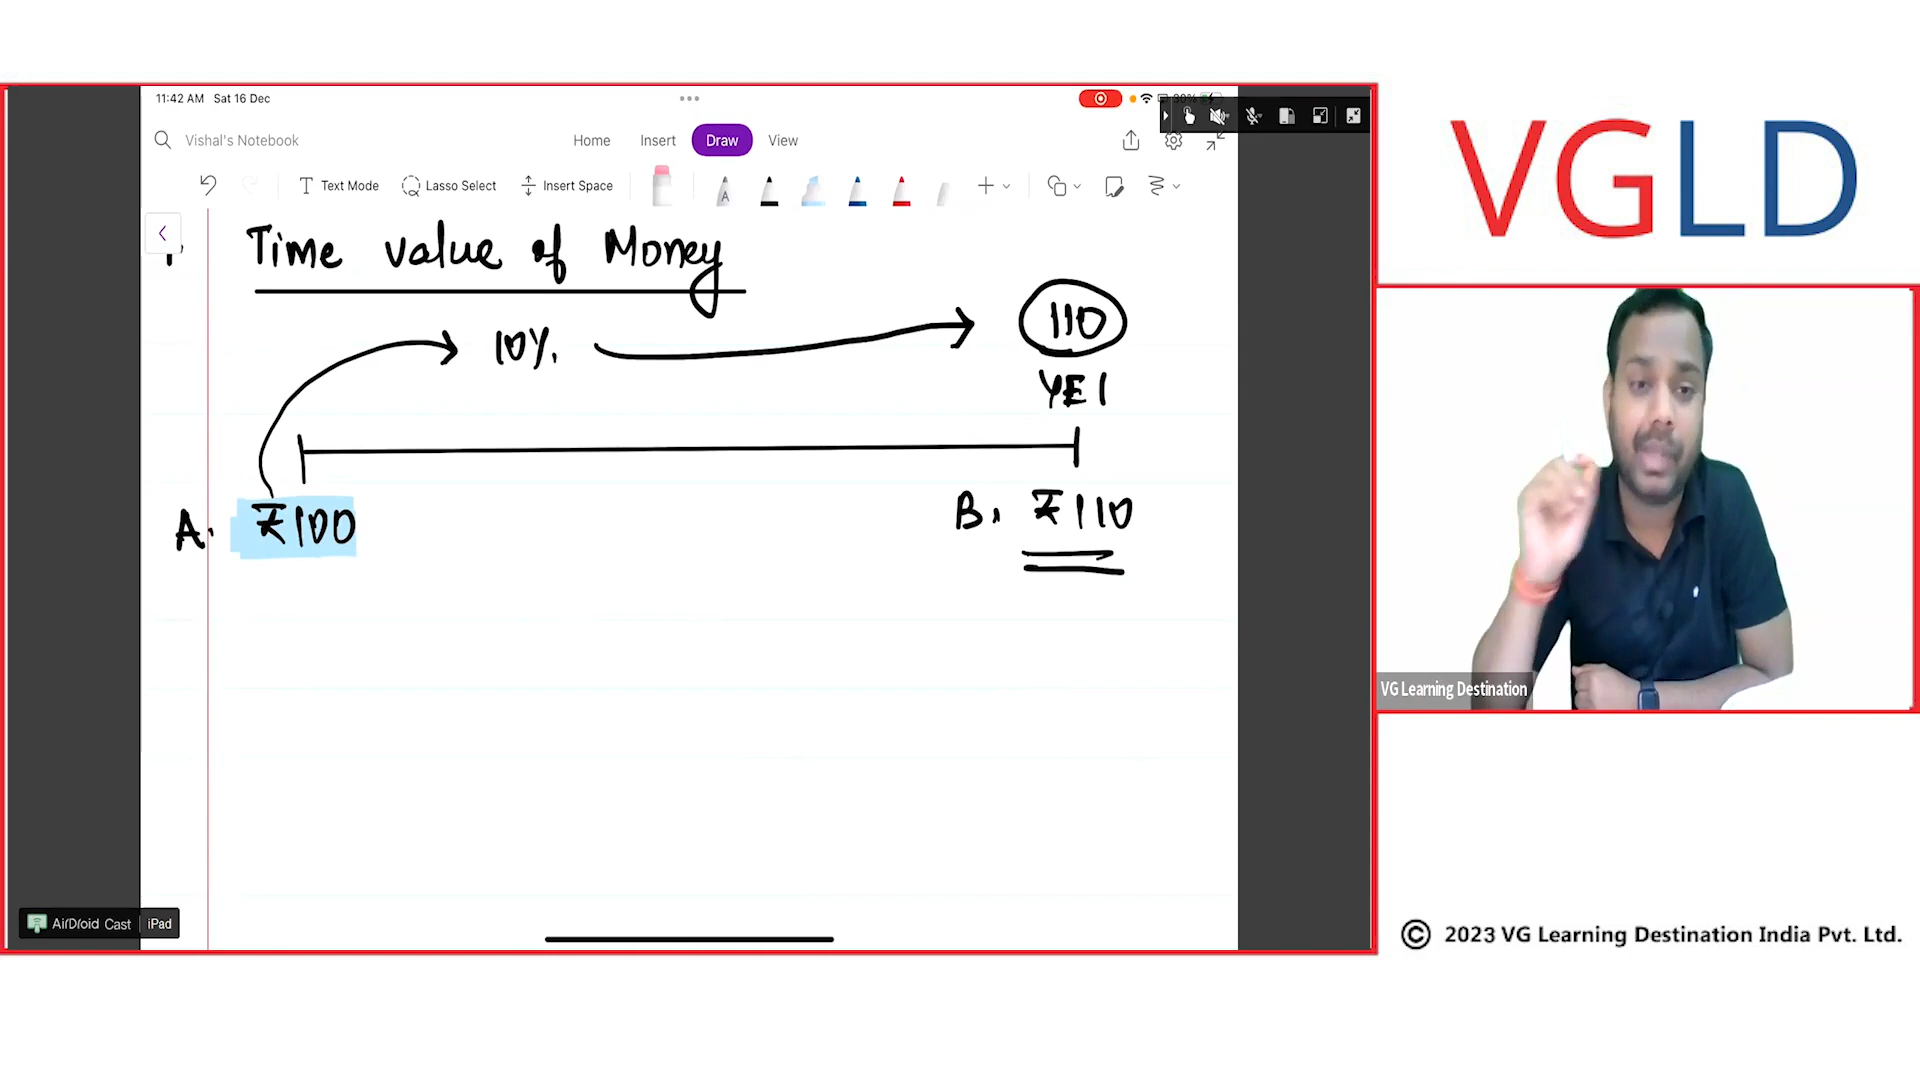 11:42 AM Sat 16 Dec
30%
Vishal's Notebook
Home Insert Draw View
Text Mode Lasso Select Insert Space
A
1.
Time value of Money
10%.
110
YE1
A. ₹100
B. ₹110
AirDroid Cast iPad
VGLD
VG Learning Destination
© 2023 VG Learning Destination India Pvt. Ltd.